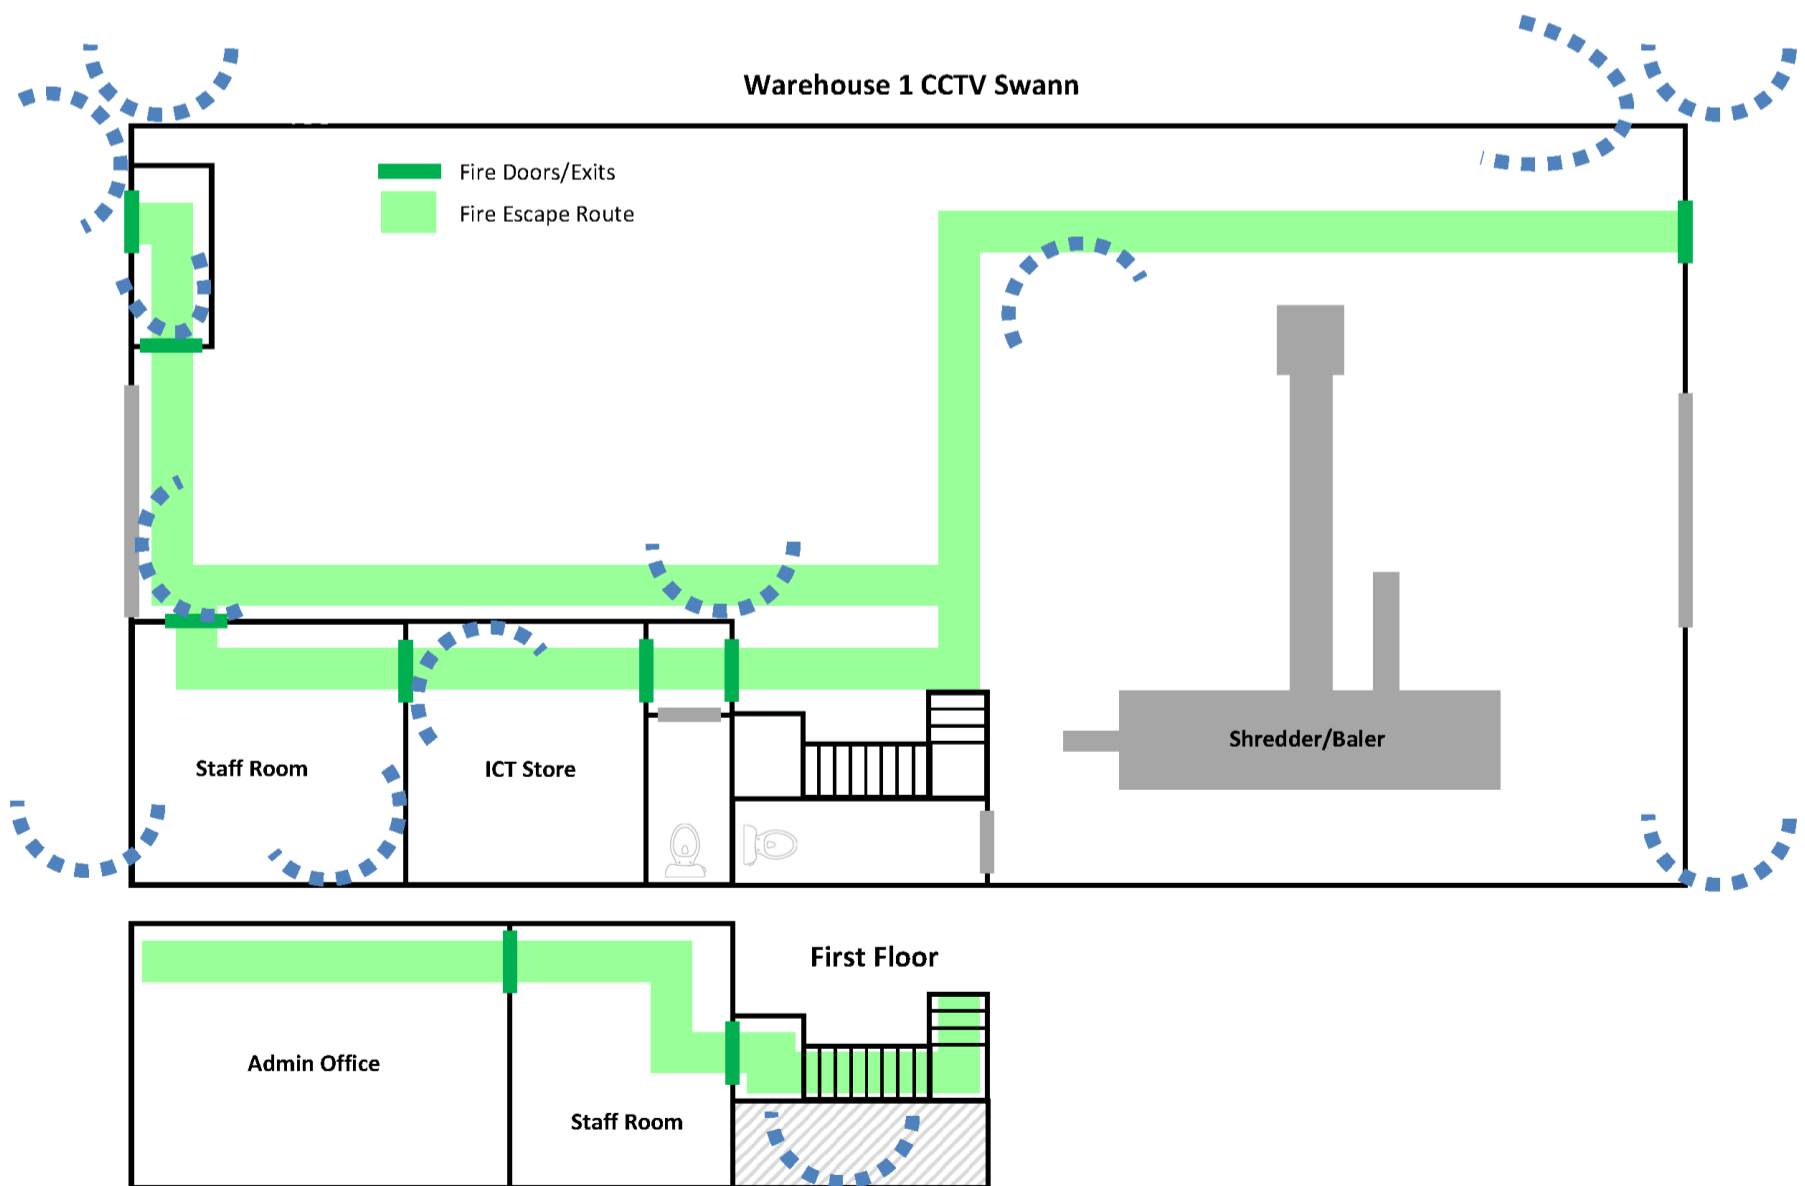 Warehouse 1 CCTV Swann
Fire Doors/Exits
Fire Escape Route
Staff Room
ICT Store
Shredder/Baler
First Floor
Admin Office
Staff Room